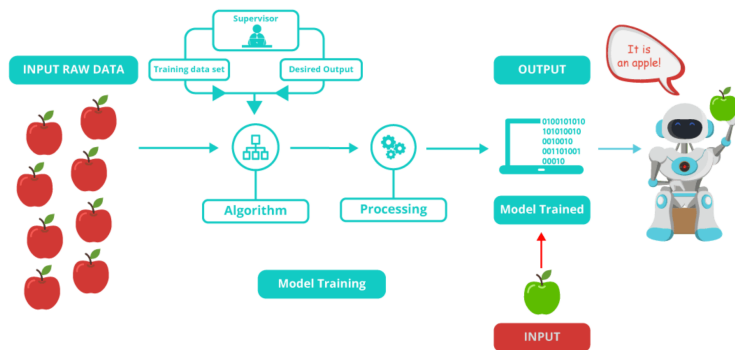 Supervisor
INPUT RAW DATA
Training data set
Desired Output
OUTPUT
It is
an apple!
0100101010
101010010
0010010
001101001
00010
Algorithm
Processing
Model Trained
Model Training
INPUT